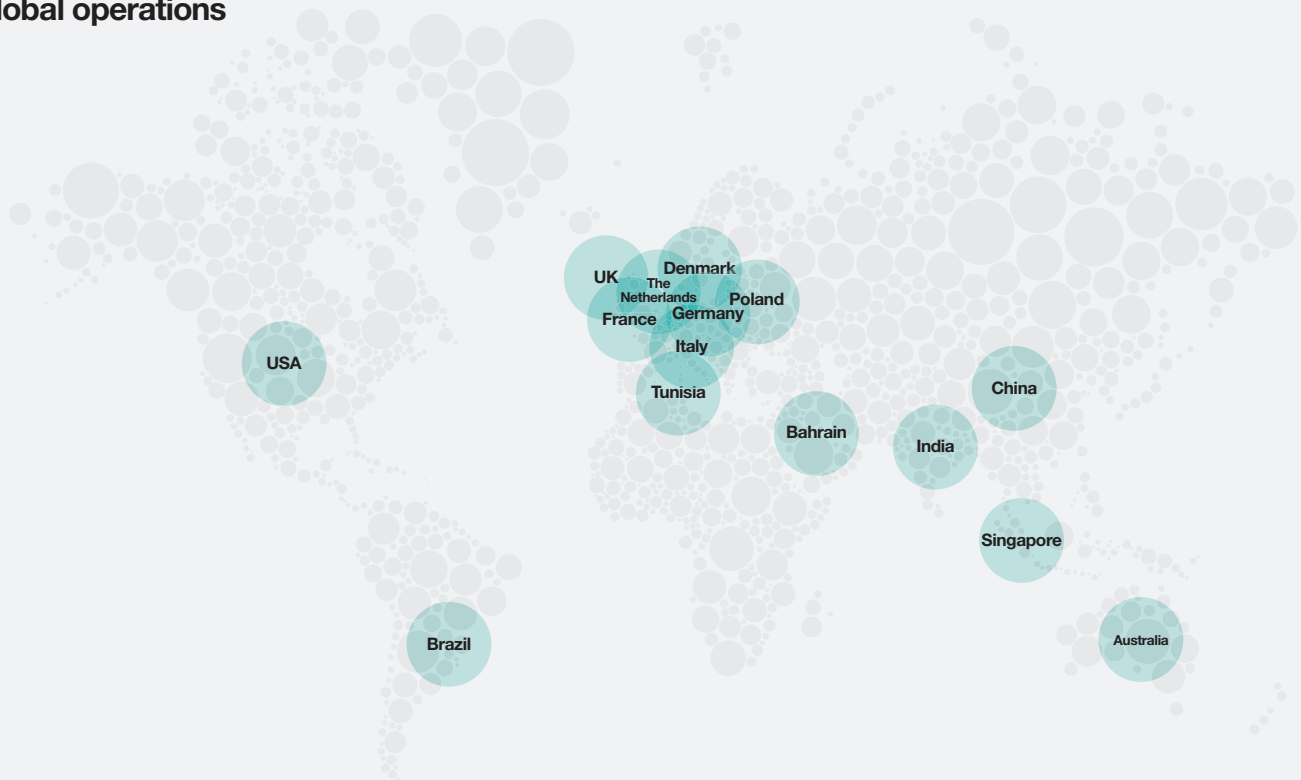 lobal operations
Denmark
UK
The
Netherlands
Poland
Germany
France
Italy
USA
China
Tunisia
Bahrain
India
Singapore
Australia
Brazil